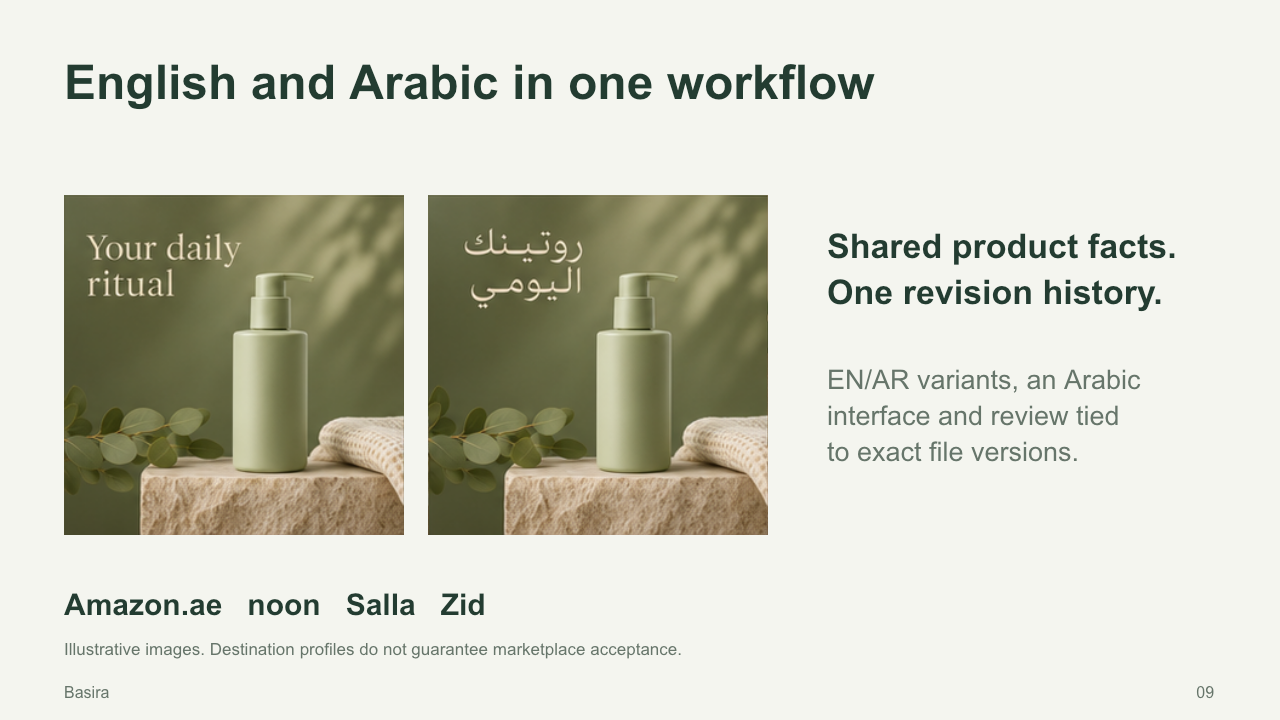 English and Arabic in one workflow
Your daily
ritual
روتينك
اليومي
Shared product facts.
One revision history.
EN/AR variants, an Arabic
interface and review tied
to exact file versions.
Amazon.ae noon Salla Zid
Illustrative images. Destination profiles do not guarantee marketplace acceptance.
Basira
09